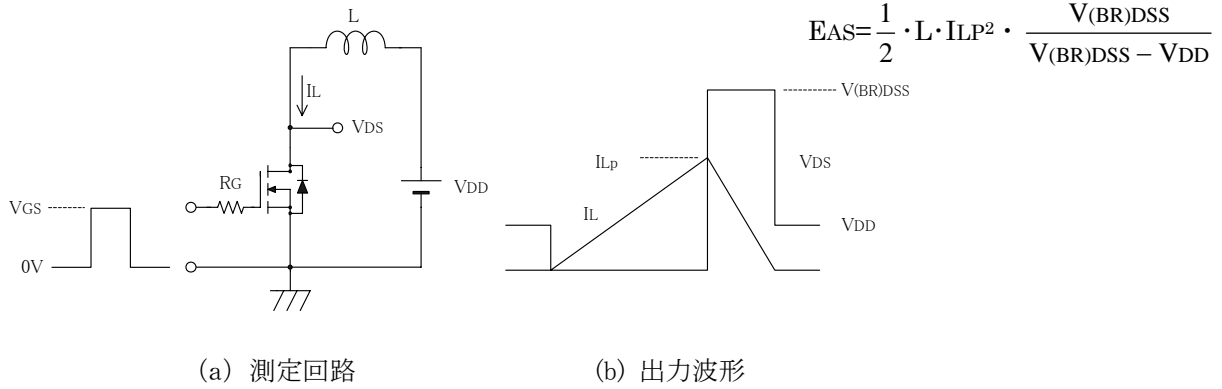 L
EAS=1/2・L・ILP²・V(BR)DSS/V(BR)DSS－VDD
IL
VDS
RG
VDD
VGS
0V
V(BR)DSS
ILp
VDS
IL
VDD
(a) 測定回路
(b) 出力波形